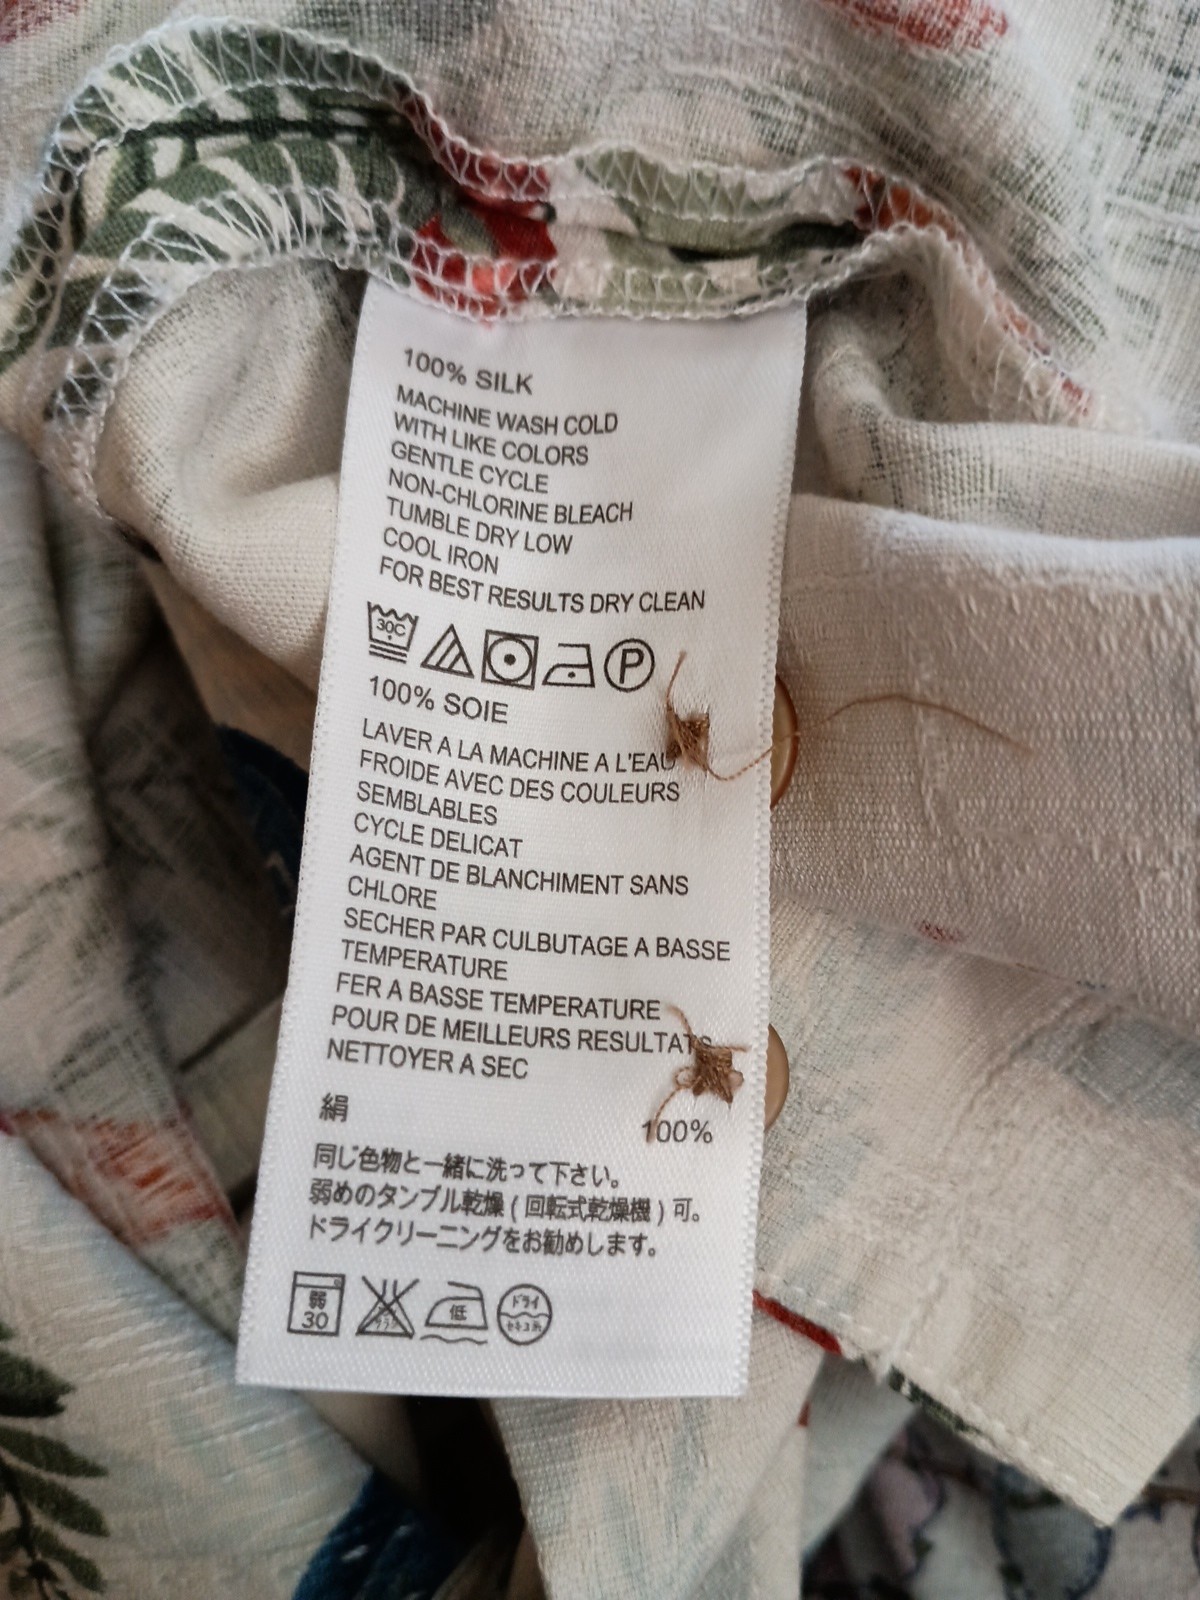 100% SILK
MACHINE WASH COLD
WITH LIKE COLORS
GENTLE CYCLE
NON-CHLORINE BLEACH
TUMBLE DRY LOW
COOL IRON
FOR BEST RESULTS DRY CLEAN
30C P
100% SOIE
LAVER A LA MACHINE A L'EAU
FROIDE AVEC DES COULEURS
SEMBLABLES
CYCLE DELICAT
AGENT DE BLANCHIMENT SANS
CHLORE
SECHER PAR CULBUTAGE A BASSE
TEMPERATURE
FER A BASSE TEMPERATURE
POUR DE MEILLEURS RESULTATS
NETTOYER A SEC
絹 100%
同じ色物と一緒に洗って下さい。
弱めのタンブル乾燥(回転式乾燥機)可。
ドライクリーニングをお勧めします。
弱 低 ドライ
30 セキユ系